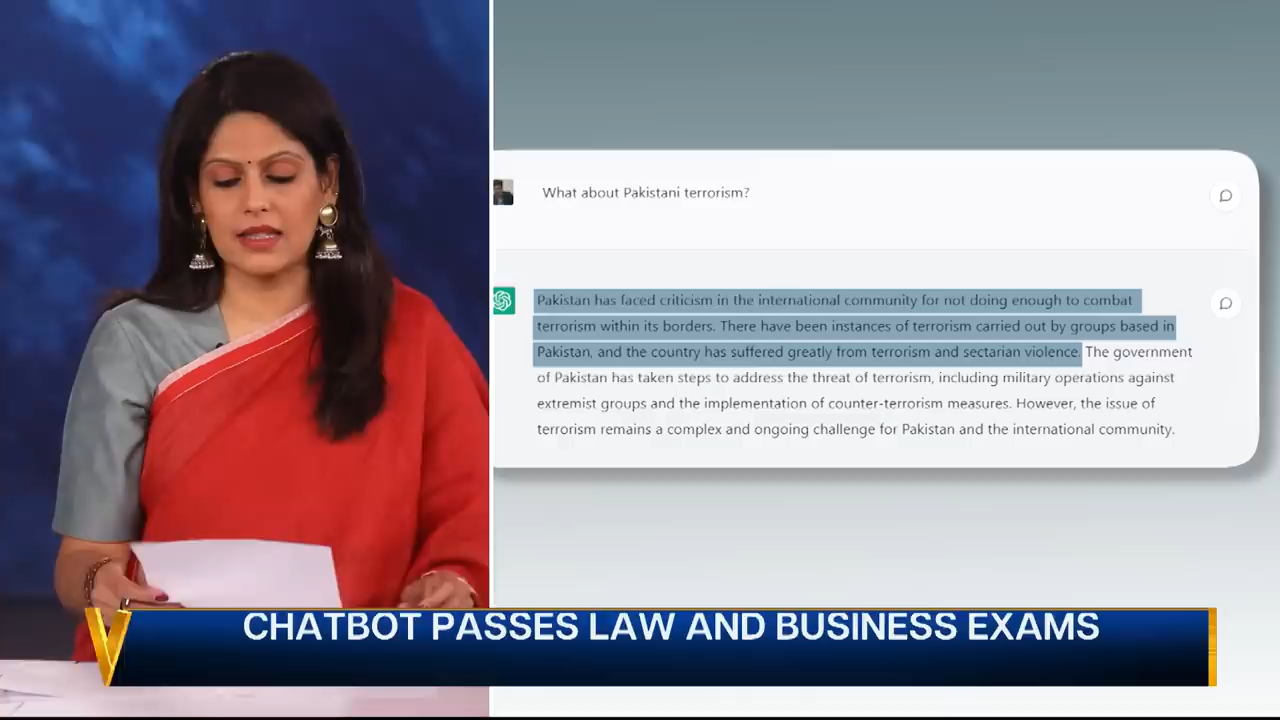 What about Pakistani terrorism?
Pakistan has faced criticism in the international community for not doing enough to combat
terrorism within its borders. There have been instances of terrorism carried out by groups based in
Pakistan, and the country has suffered greatly from terrorism and sectarian violence. The government
of Pakistan has taken steps to address the threat of terrorism, including military operations against
extremist groups and the implementation of counter-terrorism measures. However, the issue of
terrorism remains a complex and ongoing challenge for Pakistan and the international community.
V CHATBOT PASSES LAW AND BUSINESS EXAMS